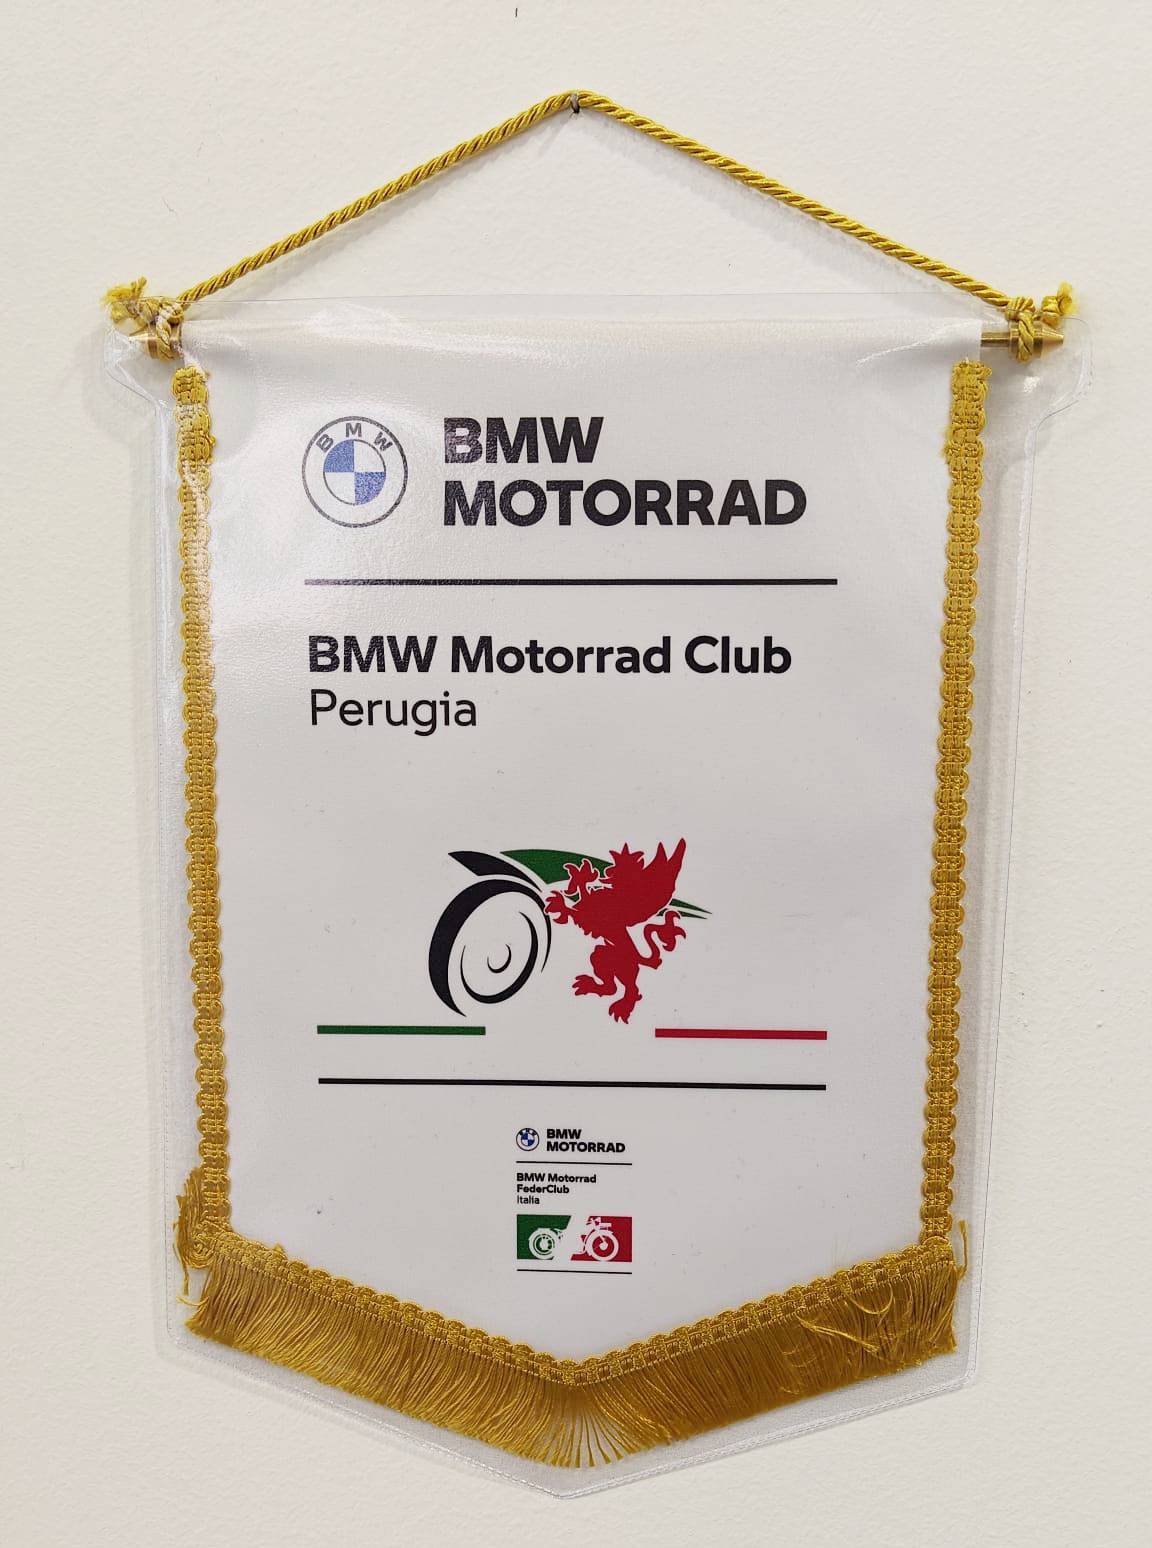 BMW
BMW
MOTORRAD
BMW Motorrad Club
Perugia
BMW
MOTORRAD
BMW Motorrad
FederClub
Italia